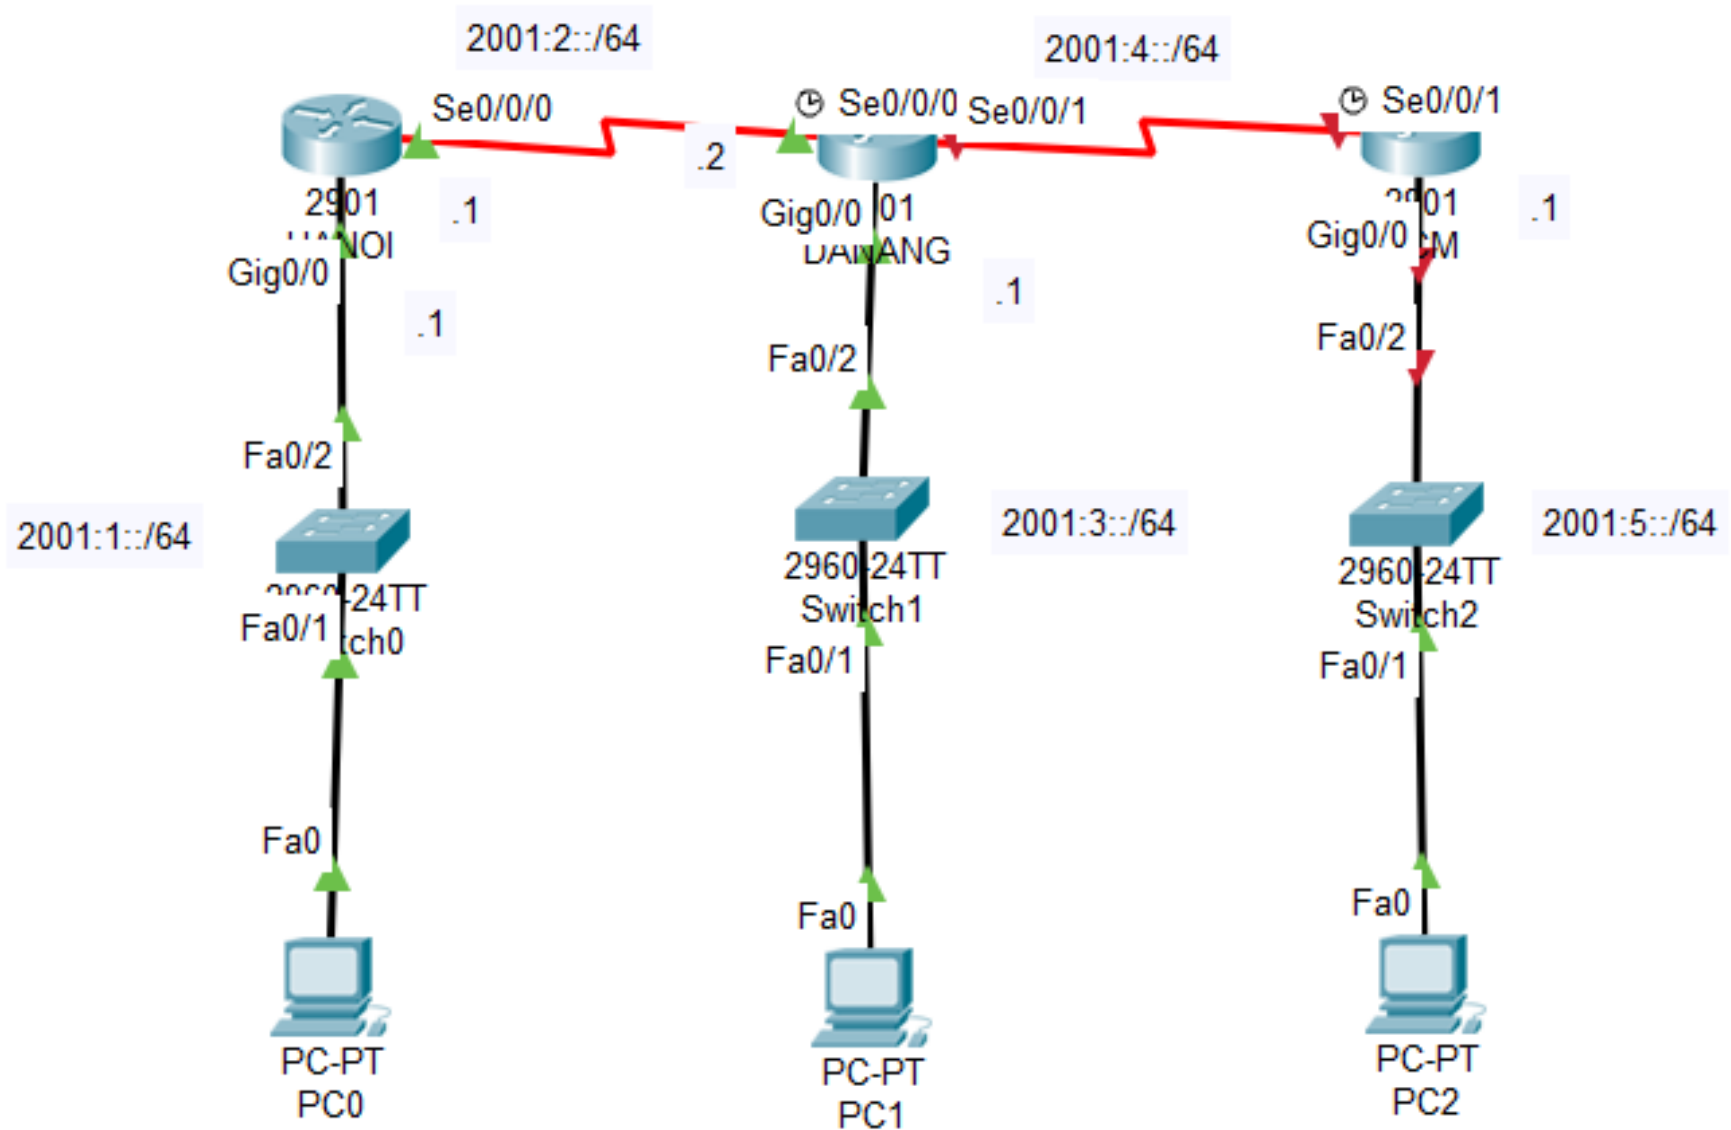 2001:2::/64
2001:4::/64
Se0/0/0
Se0/0/0
Se0/0/1
Se0/0/1
.2
2901
.1
Gig0/0
01
DANANG
.1
Gig0/0
Gig0/0
.1
.1
Fa0/2
Fa0/2
Fa0/2
2001:1::/64
2001:3::/64
2001:5::/64
2960-24TT
Switch1
2960-24TT
Switch2
-24TT
tch0
Fa0/1
Fa0/1
Fa0/1
Fa0
Fa0
Fa0
PC-PT
PC0
PC-PT
PC1
PC-PT
PC2